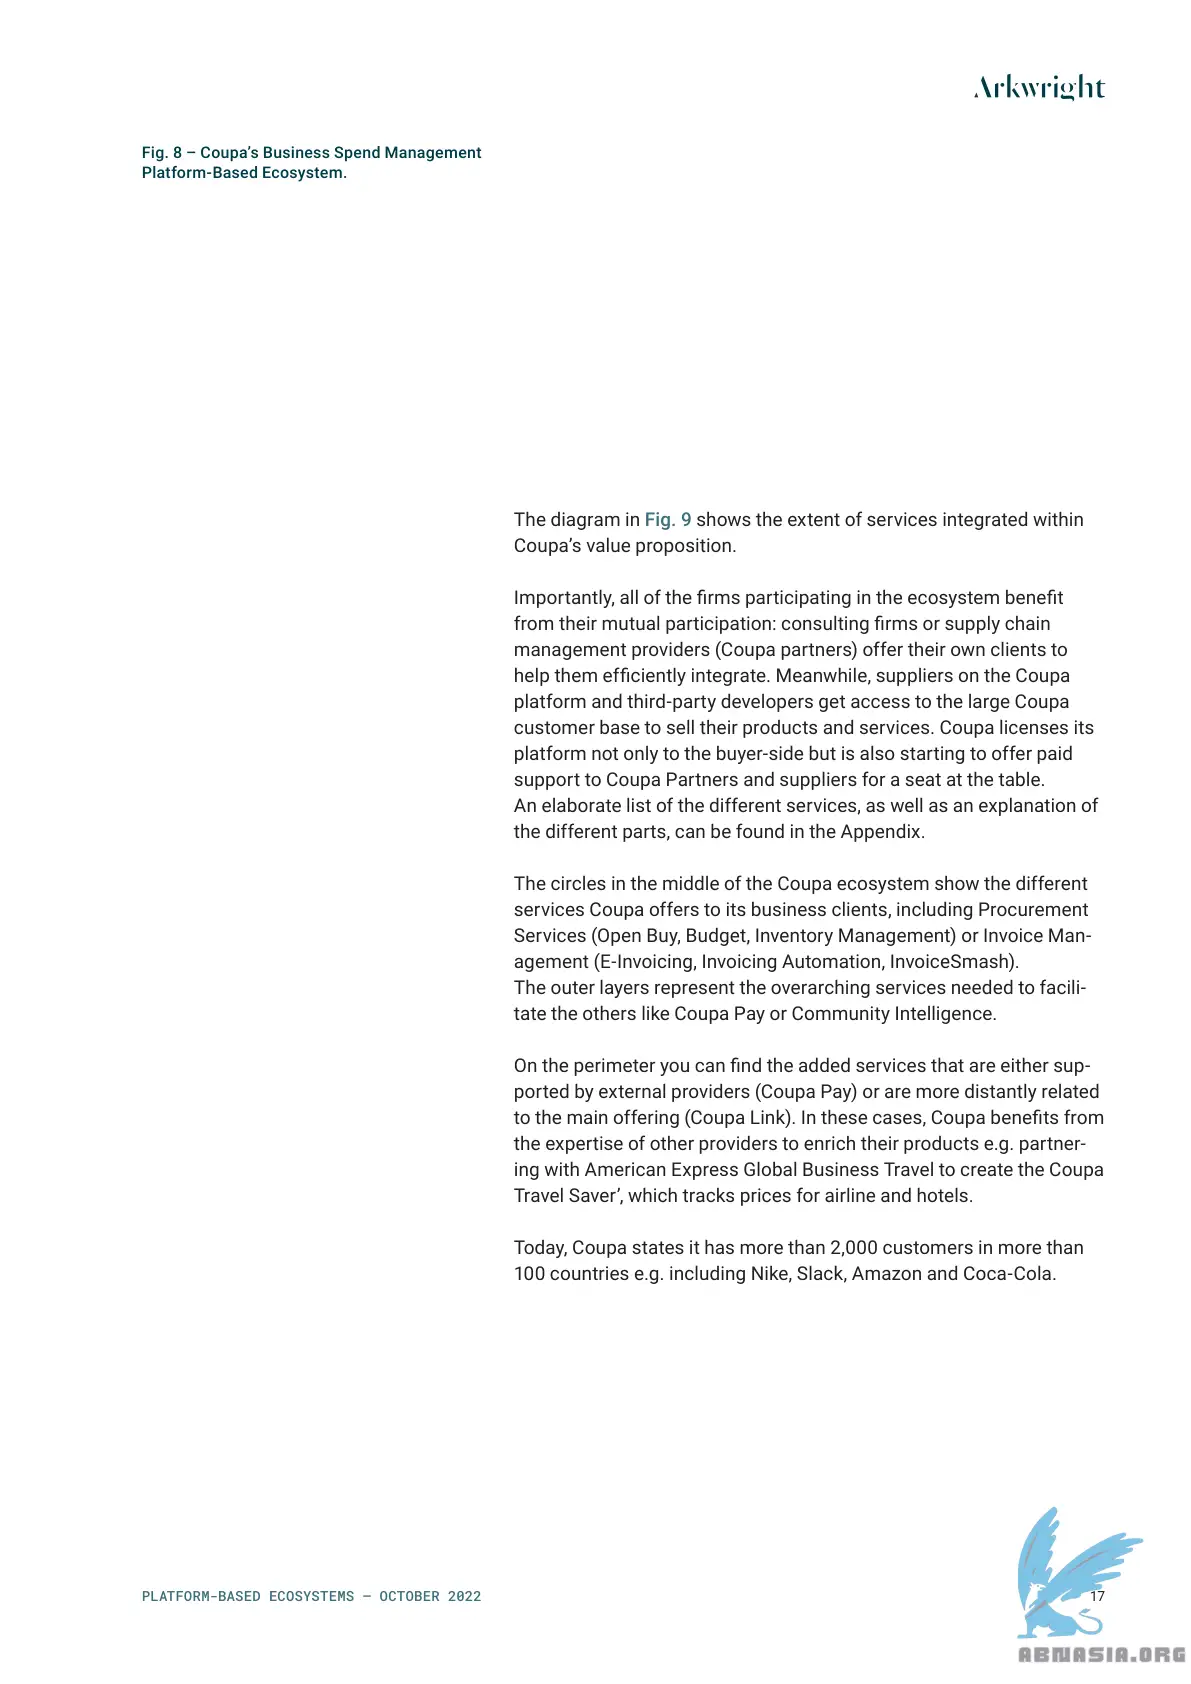 Arkwright
Fig. 8 – Coupa’s Business Spend Management
Platform-Based Ecosystem.
The diagram in Fig. 9 shows the extent of services integrated within
Coupa’s value proposition.
Importantly, all of the firms participating in the ecosystem benefit
from their mutual participation: consulting firms or supply chain
management providers (Coupa partners) offer their own clients to
help them efficiently integrate. Meanwhile, suppliers on the Coupa
platform and third-party developers get access to the large Coupa
customer base to sell their products and services. Coupa licenses its
platform not only to the buyer-side but is also starting to offer paid
support to Coupa Partners and suppliers for a seat at the table.
An elaborate list of the different services, as well as an explanation of
the different parts, can be found in the Appendix.
The circles in the middle of the Coupa ecosystem show the different
services Coupa offers to its business clients, including Procurement
Services (Open Buy, Budget, Inventory Management) or Invoice Man-
agement (E-Invoicing, Invoicing Automation, InvoiceSmash).
The outer layers represent the overarching services needed to facili-
tate the others like Coupa Pay or Community Intelligence.
On the perimeter you can find the added services that are either sup-
ported by external providers (Coupa Pay) or are more distantly related
to the main offering (Coupa Link). In these cases, Coupa benefits from
the expertise of other providers to enrich their products e.g. partner-
ing with American Express Global Business Travel to create the Coupa
Travel Saver’, which tracks prices for airline and hotels.
Today, Coupa states it has more than 2,000 customers in more than
100 countries e.g. including Nike, Slack, Amazon and Coca-Cola.
PLATFORM-BASED ECOSYSTEMS – OCTOBER 2022
17
ABMASIA.ORG